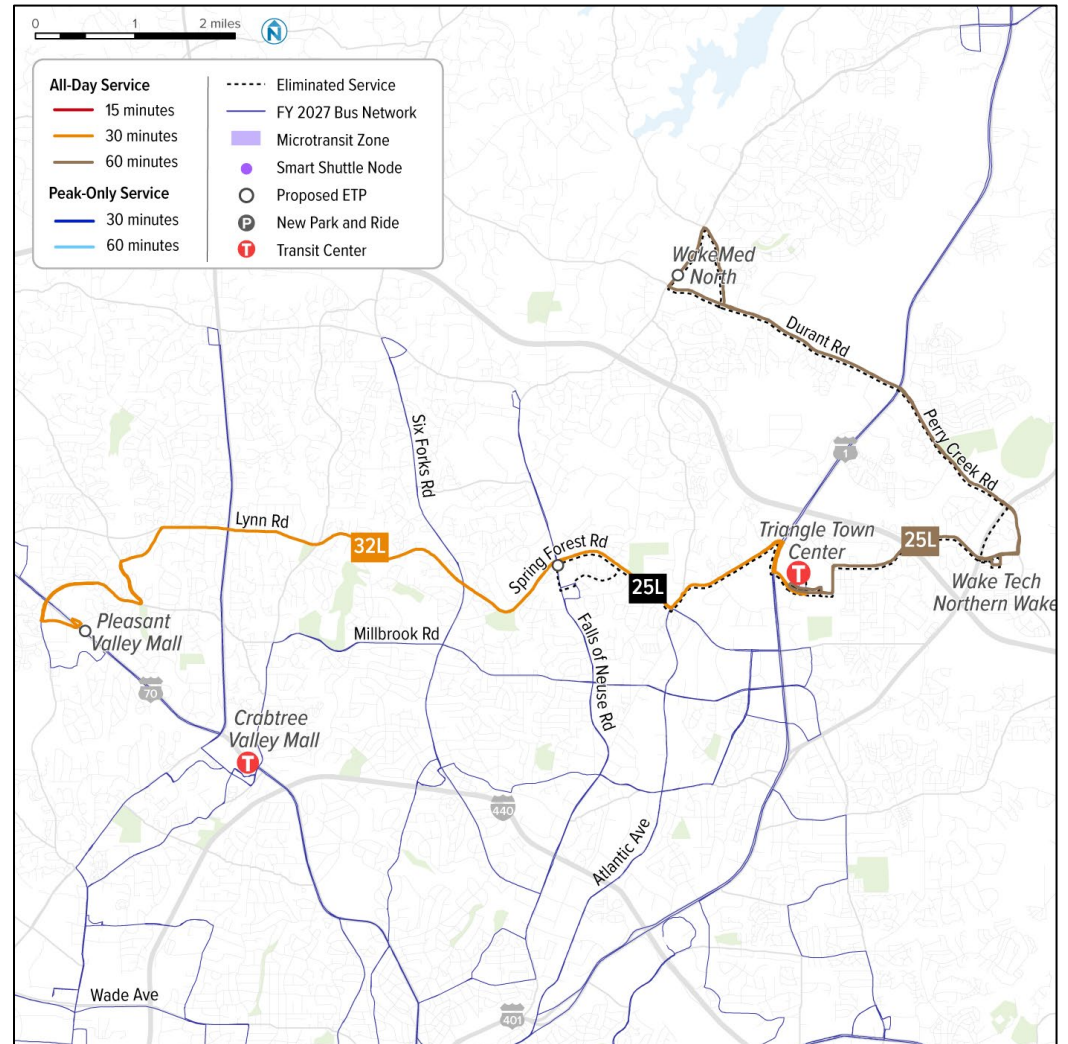 0 1 2 miles
N
All-Day Service
15 minutes
30 minutes
60 minutes
Peak-Only Service
30 minutes
60 minutes
Eliminated Service
FY 2027 Bus Network
Microtransit Zone
Smart Shuttle Node
Proposed ETP
P New Park and Ride
T Transit Center
WakeMed
North
Durant Rd
Perry Creek Rd
1
Six Forks Rd
Lynn Rd
32L
Spring Forest Rd
25L
Triangle Town
Center
T
25L
Wake Tech
Northern Wake
Pleasant
Valley Mall
Millbrook Rd
Falls of Neuse Rd
70
Crabtree
Valley Mall
T
440
Atlantic Ave
Wade Ave
401